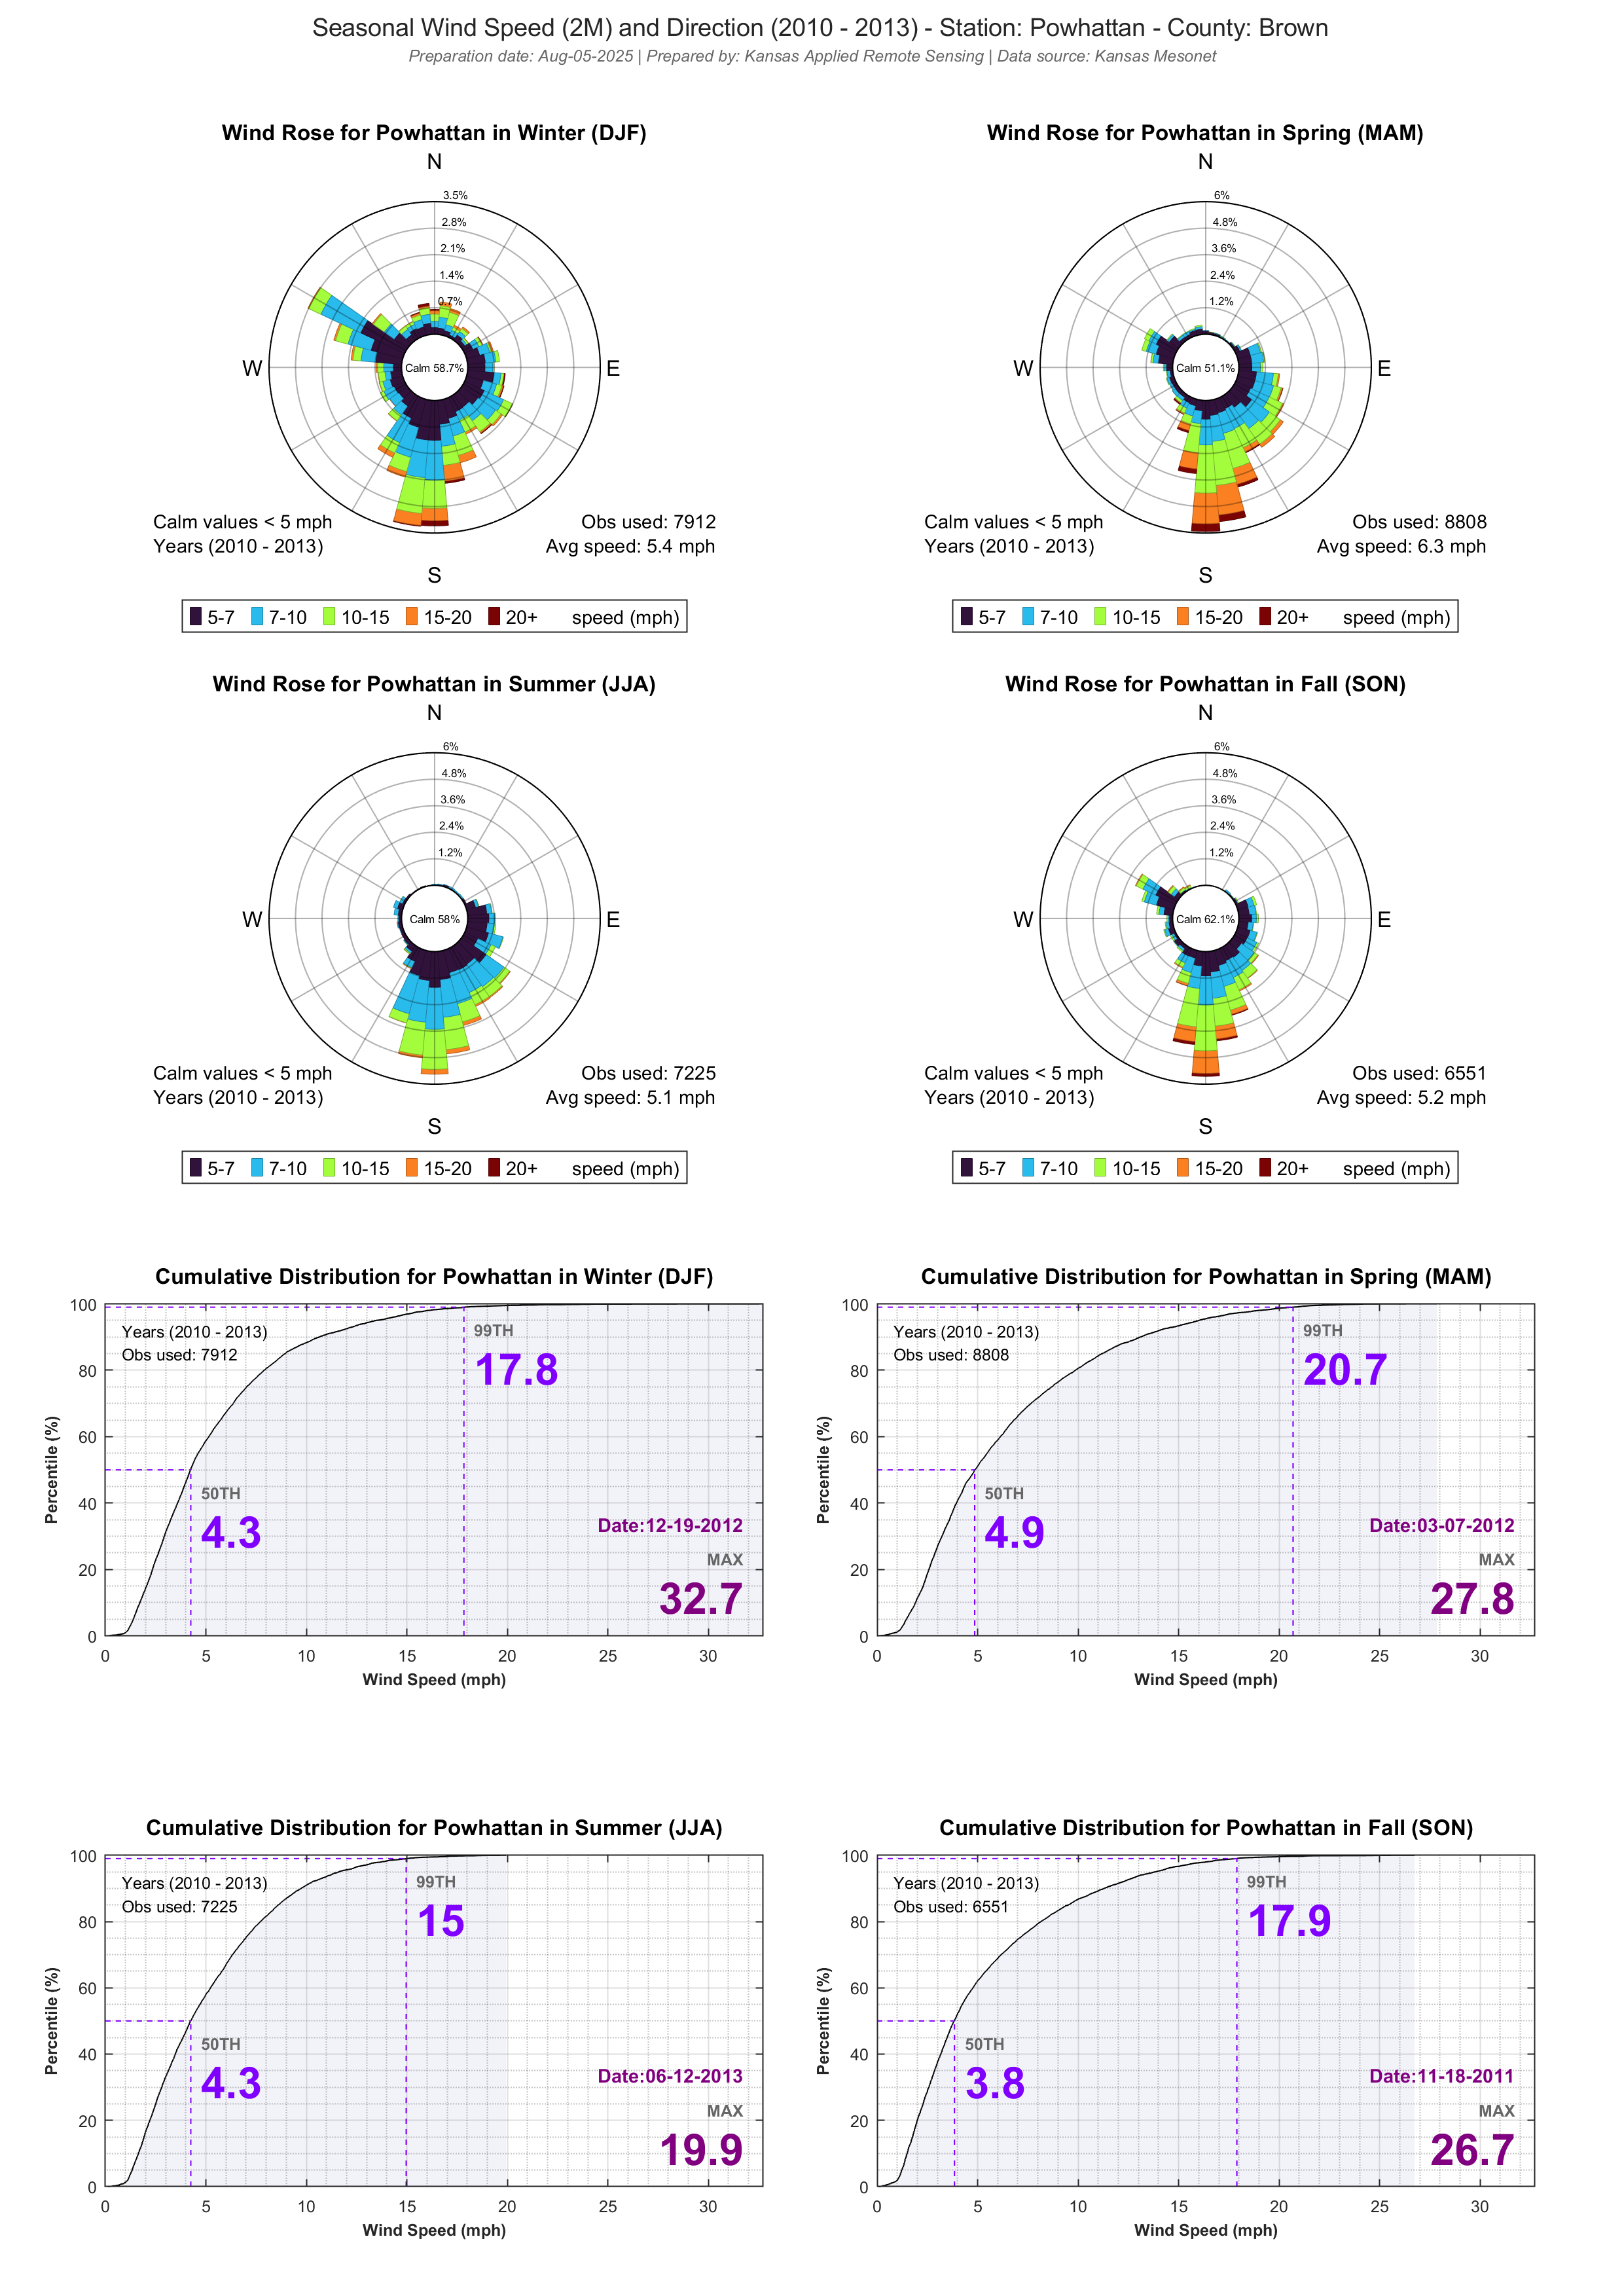 Seasonal Wind Speed (2M) and Direction (2010 - 2013) - Station: Powhattan - County: Brown
Preparation date: Aug-05-2025 | Prepared by: Kansas Applied Remote Sensing | Data source: Kansas Mesonet
Wind Rose for Powhattan in Winter (DJF)
N
3.5%
2.8%
2.1%
1.4%
0.7%
W
Calm 58.7%
E
Calm values < 5 mph
Years (2010 - 2013)
Obs used: 7912
Avg speed: 5.4 mph
S
5-7 7-10 10-15 15-20 20+ speed (mph)
Wind Rose for Powhattan in Spring (MAM)
N
6%
4.8%
3.6%
2.4%
1.2%
W
Calm 51.1%
E
Calm values < 5 mph
Years (2010 - 2013)
Obs used: 8808
Avg speed: 6.3 mph
S
5-7 7-10 10-15 15-20 20+ speed (mph)
Wind Rose for Powhattan in Summer (JJA)
N
6%
4.8%
3.6%
2.4%
1.2%
W
Calm 58%
E
Calm values < 5 mph
Years (2010 - 2013)
Obs used: 7225
Avg speed: 5.1 mph
S
5-7 7-10 10-15 15-20 20+ speed (mph)
Wind Rose for Powhattan in Fall (SON)
N
6%
4.8%
3.6%
2.4%
1.2%
W
Calm 62.1%
E
Calm values < 5 mph
Years (2010 - 2013)
Obs used: 6551
Avg speed: 5.2 mph
S
5-7 7-10 10-15 15-20 20+ speed (mph)
Cumulative Distribution for Powhattan in Winter (DJF)
Years (2010 - 2013)
Obs used: 7912
99TH
17.8
50TH
4.3
Date:12-19-2012
MAX
32.7
Percentile (%)
100
80
60
40
20
0
0 5 10 15 20 25 30
Wind Speed (mph)
Cumulative Distribution for Powhattan in Spring (MAM)
Years (2010 - 2013)
Obs used: 8808
99TH
20.7
50TH
4.9
Date:03-07-2012
MAX
27.8
Percentile (%)
100
80
60
40
20
0
0 5 10 15 20 25 30
Wind Speed (mph)
Cumulative Distribution for Powhattan in Summer (JJA)
Years (2010 - 2013)
Obs used: 7225
99TH
15
50TH
4.3
Date:06-12-2013
MAX
19.9
Percentile (%)
100
80
60
40
20
0
0 5 10 15 20 25 30
Wind Speed (mph)
Cumulative Distribution for Powhattan in Fall (SON)
Years (2010 - 2013)
Obs used: 6551
99TH
17.9
50TH
3.8
Date:11-18-2011
MAX
26.7
Percentile (%)
100
80
60
40
20
0
0 5 10 15 20 25 30
Wind Speed (mph)